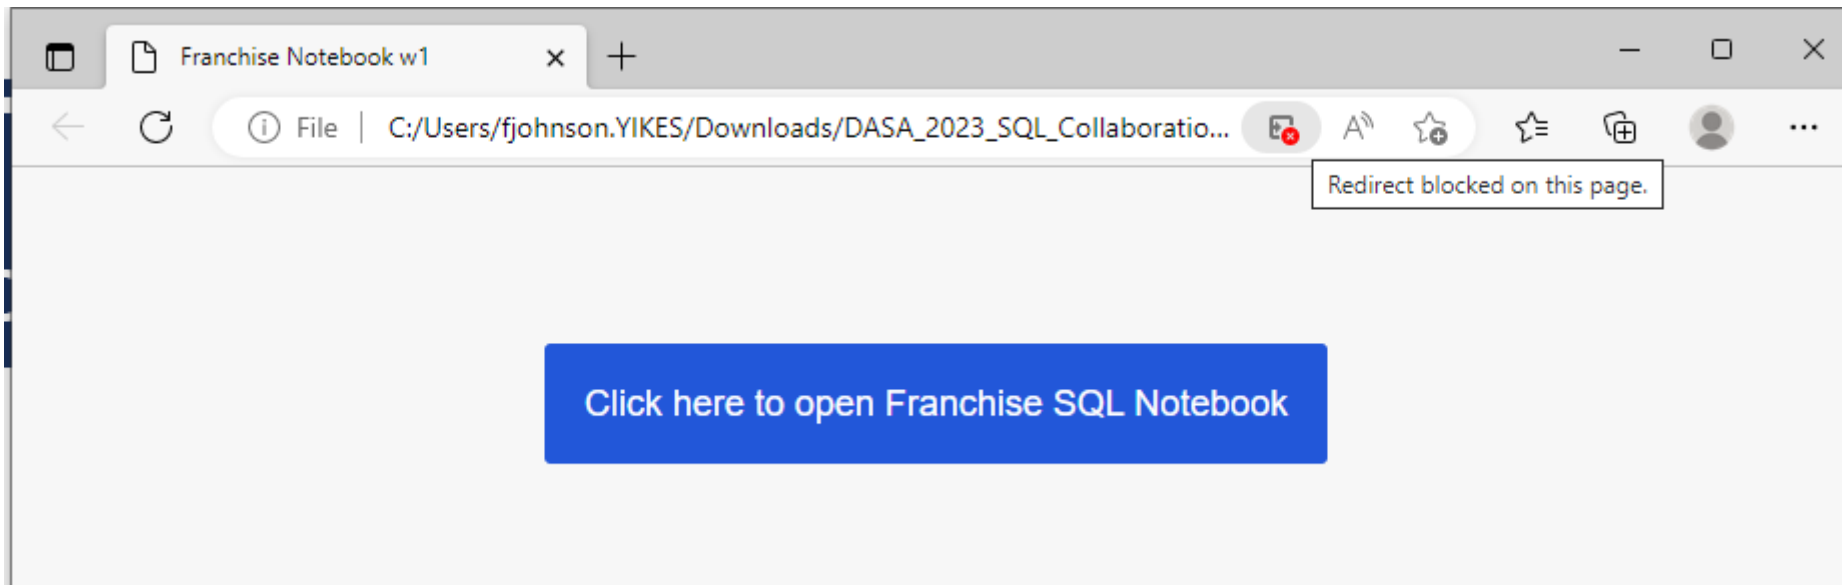 Franchise Notebook w1
File | C:/Users/fjohnson.YIKES/Downloads/DASA_2023_SQL_Collaboratio...
Redirect blocked on this page.
Click here to open Franchise SQL Notebook